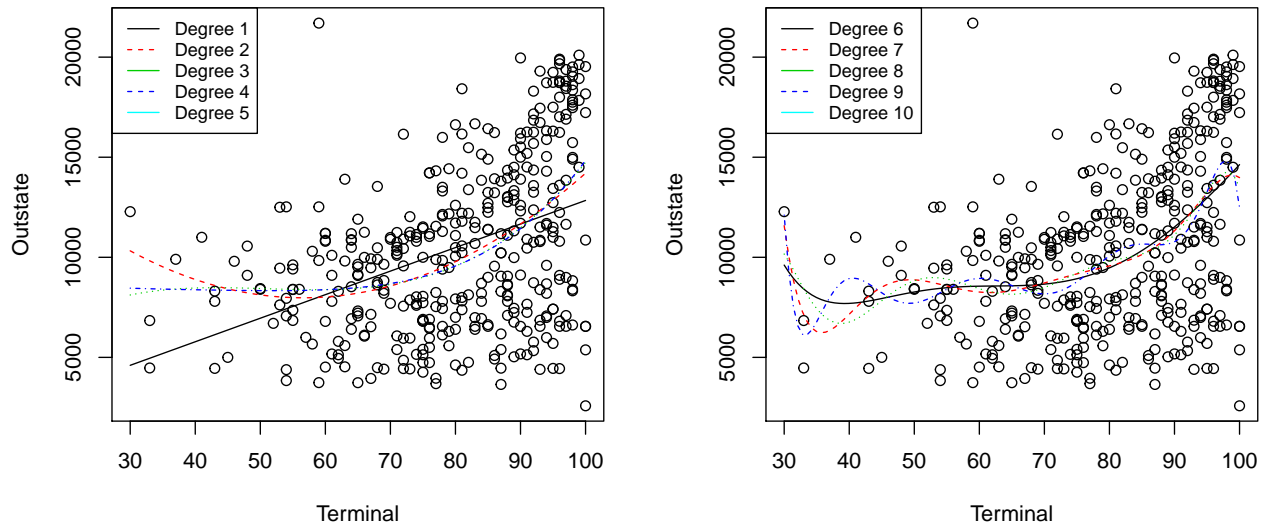 Degree 1
Degree 2
Degree 3
Degree 4
Degree 5
Outstate
20000
15000
10000
5000
30 40 50 60 70 80 90 100
Terminal
Degree 6
Degree 7
Degree 8
Degree 9
Degree 10
Outstate
20000
15000
10000
5000
30 40 50 60 70 80 90 100
Terminal